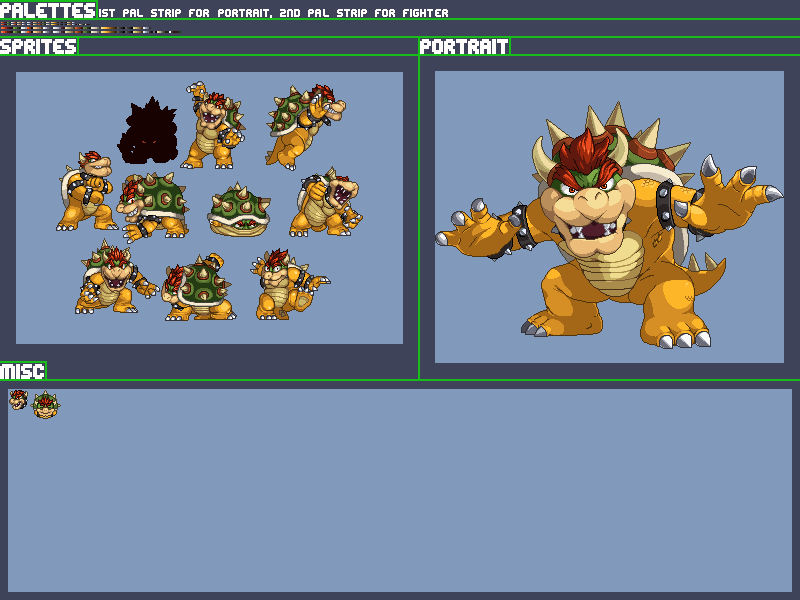 PALETTES 1ST PAL STRIP FOR PORTRAIT, 2ND PAL STRIP FOR FIGHTER
SPRITES
PORTRAIT
MISC